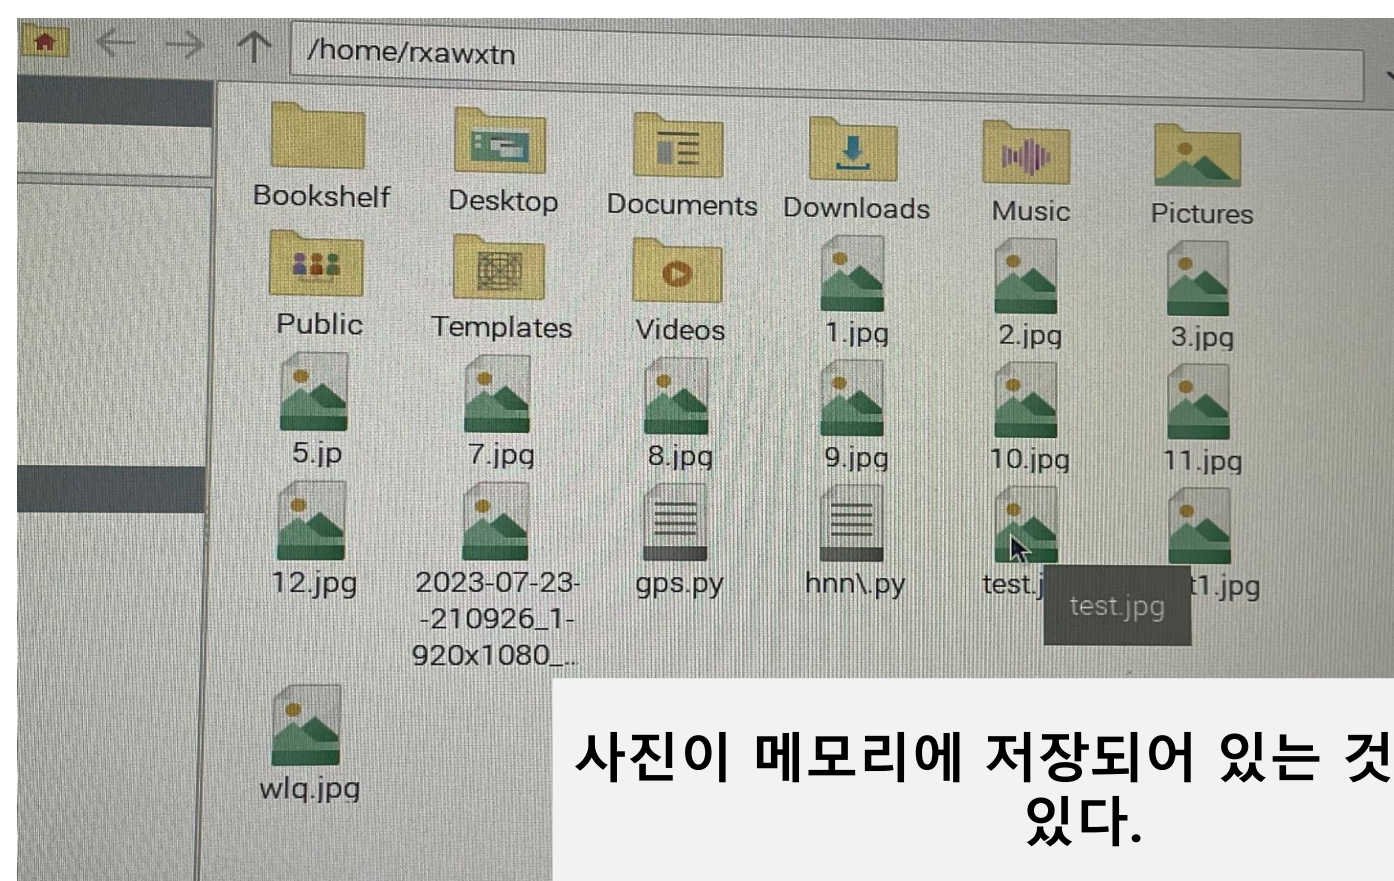 /home/rxawxtn
Bookshelf Desktop Documents Downloads Music Pictures
Public Templates Videos 1.jpg 2.jpg 3.jpg
5.jp 7.jpg 8.jpg 9.jpg 10.jpg 11.jpg
12.jpg 2023-07-23- gps.py hnn\.py test.j t1.jpg
-210926_1-
920x1080_...
test.jpg
wlq.jpg
사진이 메모리에 저장되어 있는 것
있다.